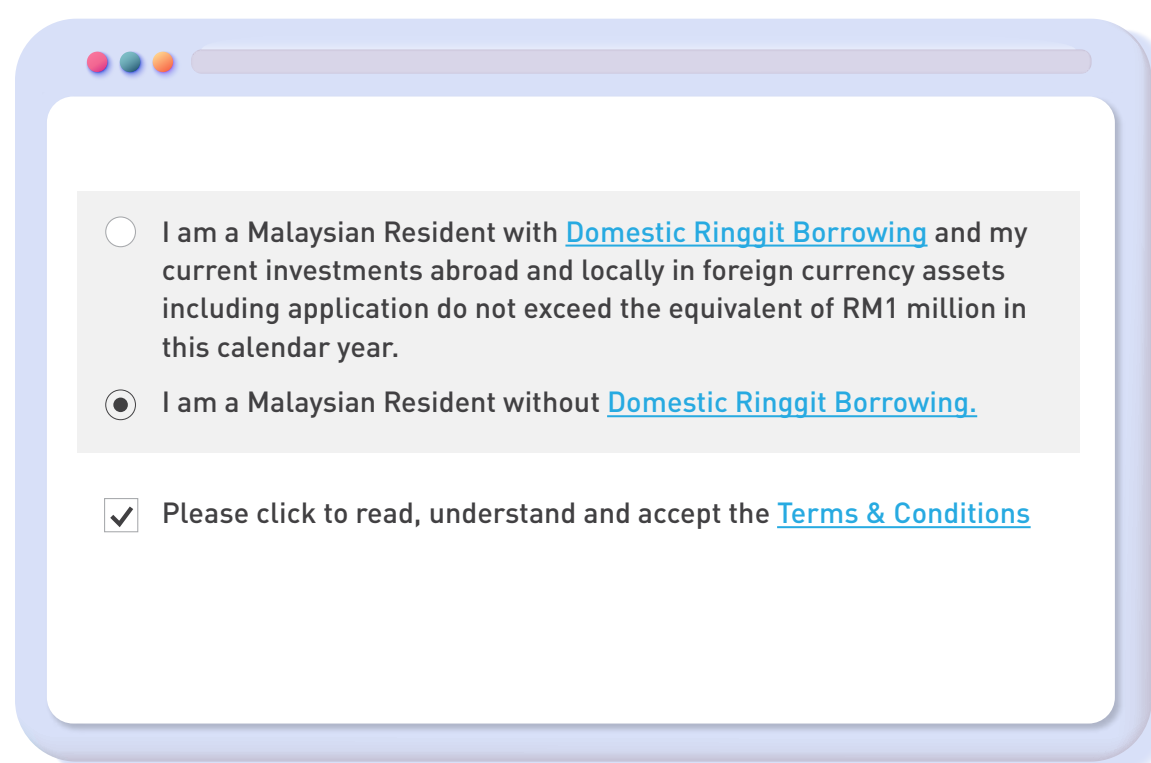 I am a Malaysian Resident with Domestic Ringgit Borrowing and my
current investments abroad and locally in foreign currency assets
including application do not exceed the equivalent of RM1 million in
this calendar year.
I am a Malaysian Resident without Domestic Ringgit Borrowing.
Please click to read, understand and accept the Terms & Conditions